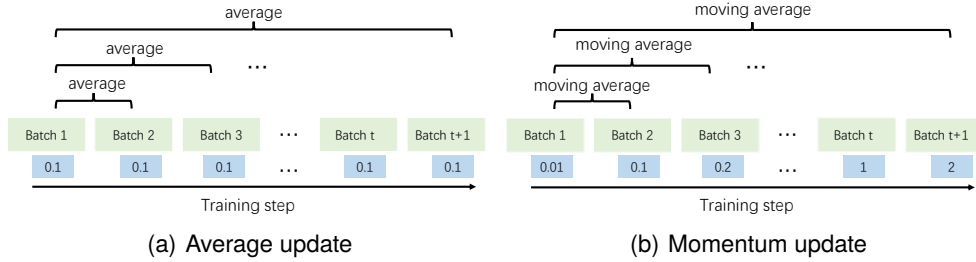 average
average
...
average
Batch 1 Batch 2 Batch 3 ... Batch t Batch t+1
0.1 0.1 0.1 ... 0.1 0.1
Training step
(a) Average update
moving average
moving average
...
moving average
Batch 1 Batch 2 Batch 3 ... Batch t Batch t+1
0.01 0.1 0.2 ... 1 2
Training step
(b) Momentum update